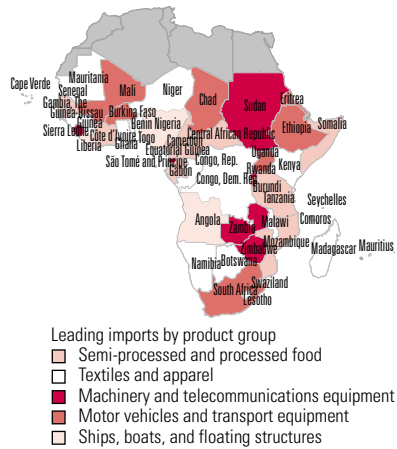 Cape Verde
Mauritania
Senegal
Gambia, The
Guinea-Bissau
Guinea
Sierra Leone
Liberia
Mali
Burkina Faso
Côte d'Ivoire
Ghana
Togo
Benin
Nigeria
Niger
Chad
Cameroon
Central African Republic
Equatorial Guinea
São Tomé and Principe
Gabon
Congo, Rep.
Congo, Dem. Rep.
Sudan
Eritrea
Ethiopia
Somalia
Uganda
Kenya
Rwanda
Burundi
Tanzania
Seychelles
Comoros
Angola
Zambia
Malawi
Mozambique
Zimbabwe
Madagascar
Mauritius
Namibia
Botswana
Swaziland
South Africa
Lesotho
Leading imports by product group
Semi-processed and processed food
Textiles and apparel
Machinery and telecommunications equipment
Motor vehicles and transport equipment
Ships, boats, and floating structures